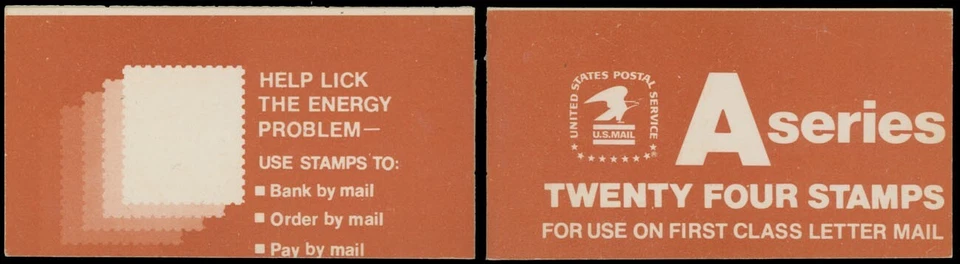 HELP LICK
THE ENERGY
PROBLEM—
USE STAMPS TO:
■ Bank by mail
■ Order by mail
■ Pay by mail
UNITED STATES POSTAL SERVICE
U.S.MAIL
A series
TWENTY FOUR STAMPS
FOR USE ON FIRST CLASS LETTER MAIL